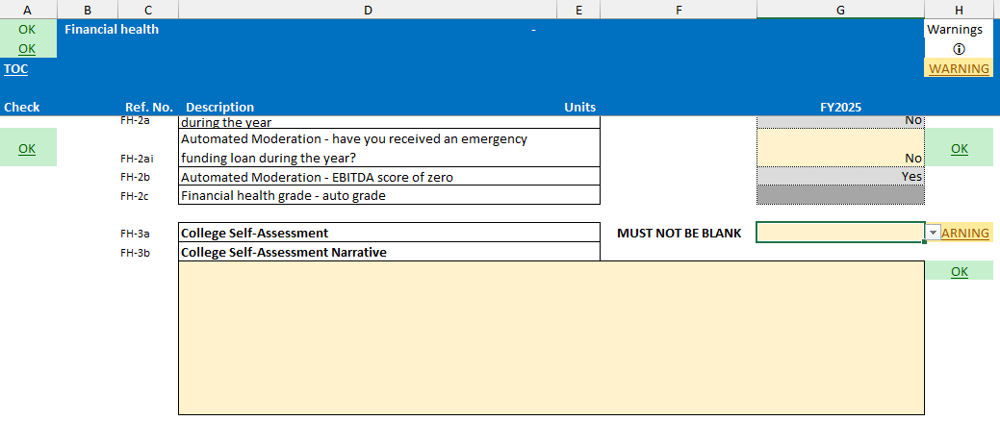 A B C D E F G H
OK Financial health - Warnings
OK ⓘ
TOC WARNING
Check Ref. No. Description Units FY2025
FH-2a during the year No
Automated Moderation - have you received an emergency
OK FH-2ai funding loan during the year? No OK
FH-2b Automated Moderation - EBITDA score of zero Yes
FH-2c Financial health grade - auto grade
FH-3a College Self-Assessment MUST NOT BE BLANK ARNING
FH-3b College Self-Assessment Narrative
OK